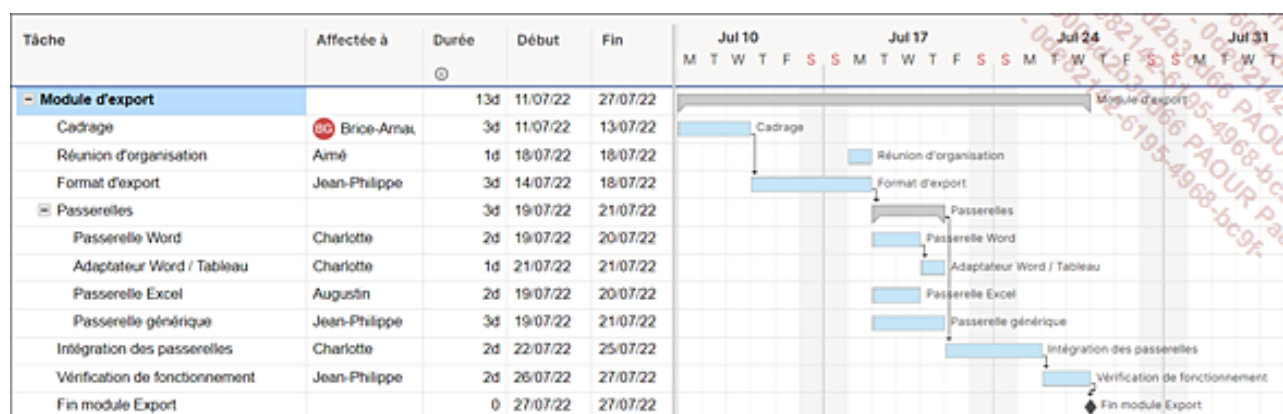 Tâche Affectée à Durée Début Fin Jul 10 Jul 17 Jul 24 Jul 31
M T W T F S S M T W T F S S M T W T F S S M T W T
Module d'export 13d 11/07/22 27/07/22 Module d'export
Cadrage BG Brice-Arnau 3d 11/07/22 13/07/22 Cadrage
Réunion d'organisation Aimé 1d 18/07/22 18/07/22 Réunion d'organisation
Format d'export Jean-Philippe 3d 14/07/22 18/07/22 Format d'export
Passerelles 3d 19/07/22 21/07/22 Passerelles
Passerelle Word Charlotte 2d 19/07/22 20/07/22 Passerelle Word
Adaptateur Word / Tableau Charlotte 1d 21/07/22 21/07/22 Adaptateur Word / Tableau
Passerelle Excel Augustin 2d 19/07/22 20/07/22 Passerelle Excel
Passerelle générique Jean-Philippe 3d 19/07/22 21/07/22 Passerelle générique
Intégration des passerelles Charlotte 2d 22/07/22 25/07/22 Intégration des passerelles
Vérification de fonctionnement Jean-Philippe 2d 26/07/22 27/07/22 Vérification de fonctionnement
Fin module Export 0 27/07/22 27/07/22 Fin module Export